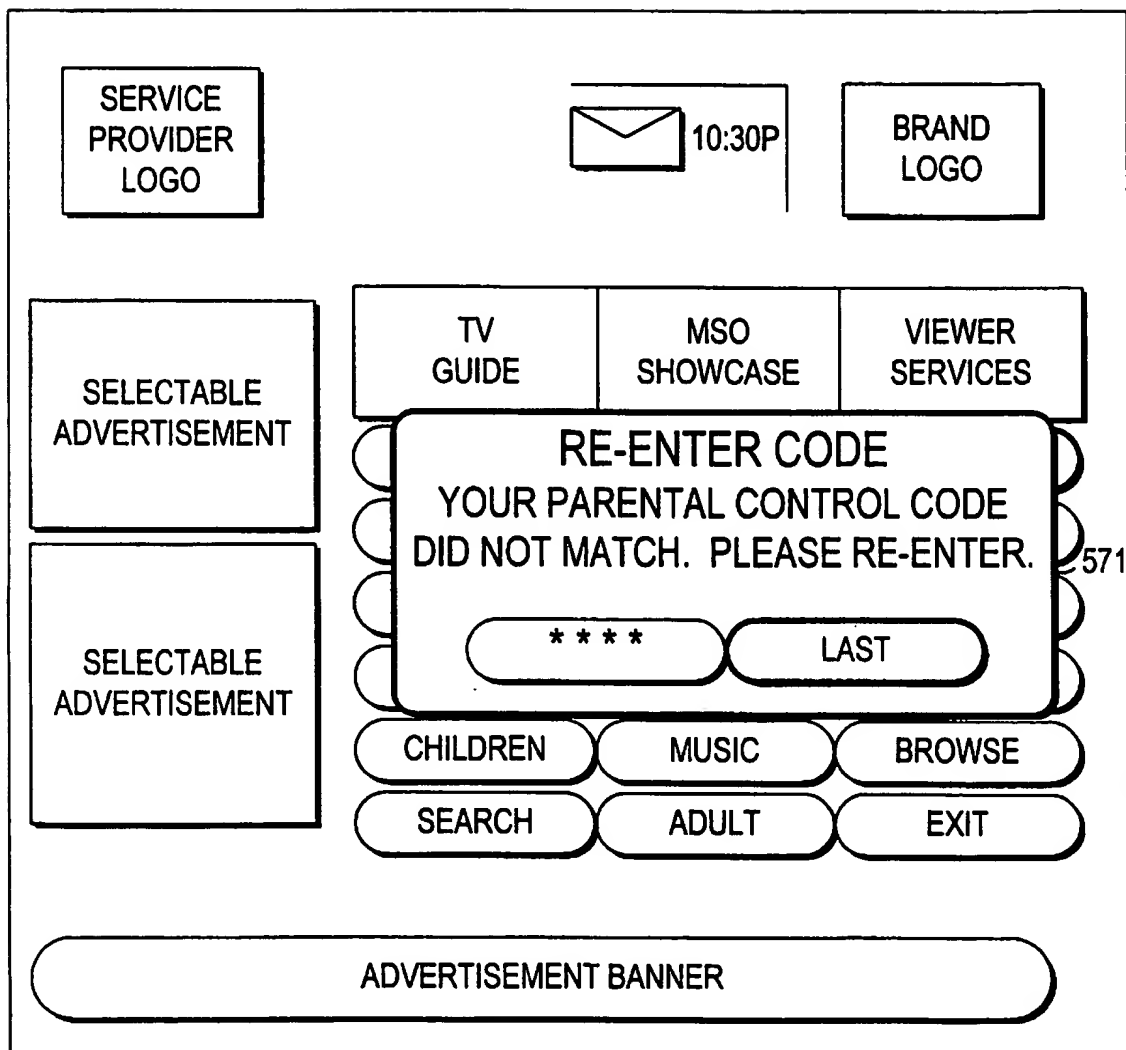 SERVICE
PROVIDER
LOGO
10:30P
BRAND
LOGO
SELECTABLE
ADVERTISEMENT
SELECTABLE
ADVERTISEMENT
TV
GUIDE
MSO
SHOWCASE
VIEWER
SERVICES
RE-ENTER CODE
YOUR PARENTAL CONTROL CODE
DID NOT MATCH. PLEASE RE-ENTER.
571
* * * *
LAST
CHILDREN
MUSIC
BROWSE
SEARCH
ADULT
EXIT
ADVERTISEMENT BANNER